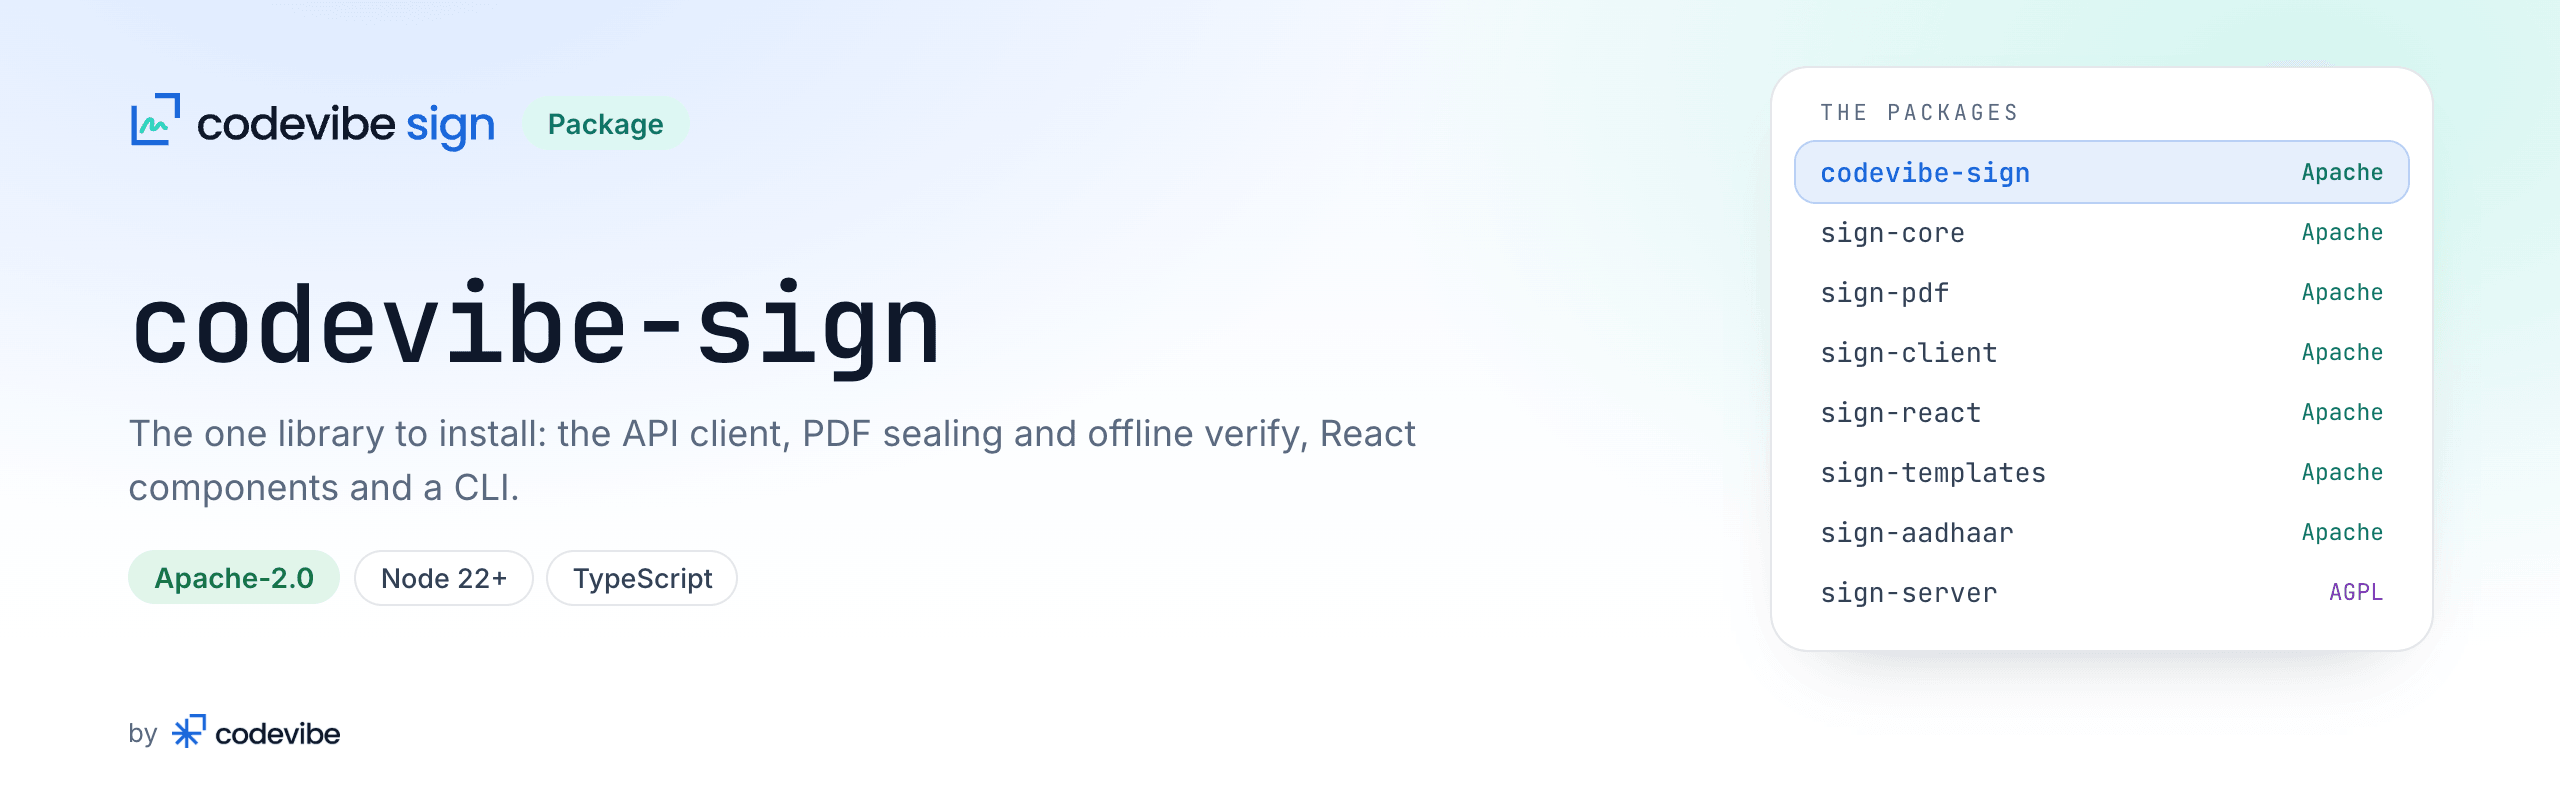 codevibe sign Package
codevibe-sign
The one library to install: the API client, PDF sealing and offline verify, React
components and a CLI.
Apache-2.0 Node 22+ TypeScript
by codevibe
THE PACKAGES
codevibe-sign Apache
sign-core Apache
sign-pdf Apache
sign-client Apache
sign-react Apache
sign-templates Apache
sign-aadhaar Apache
sign-server AGPL